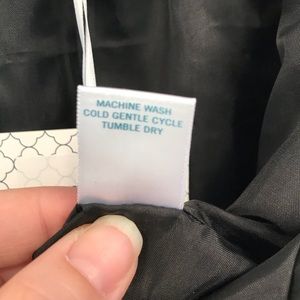 MACHINE WASH
COLD GENTLE CYCLE
TUMBLE DRY